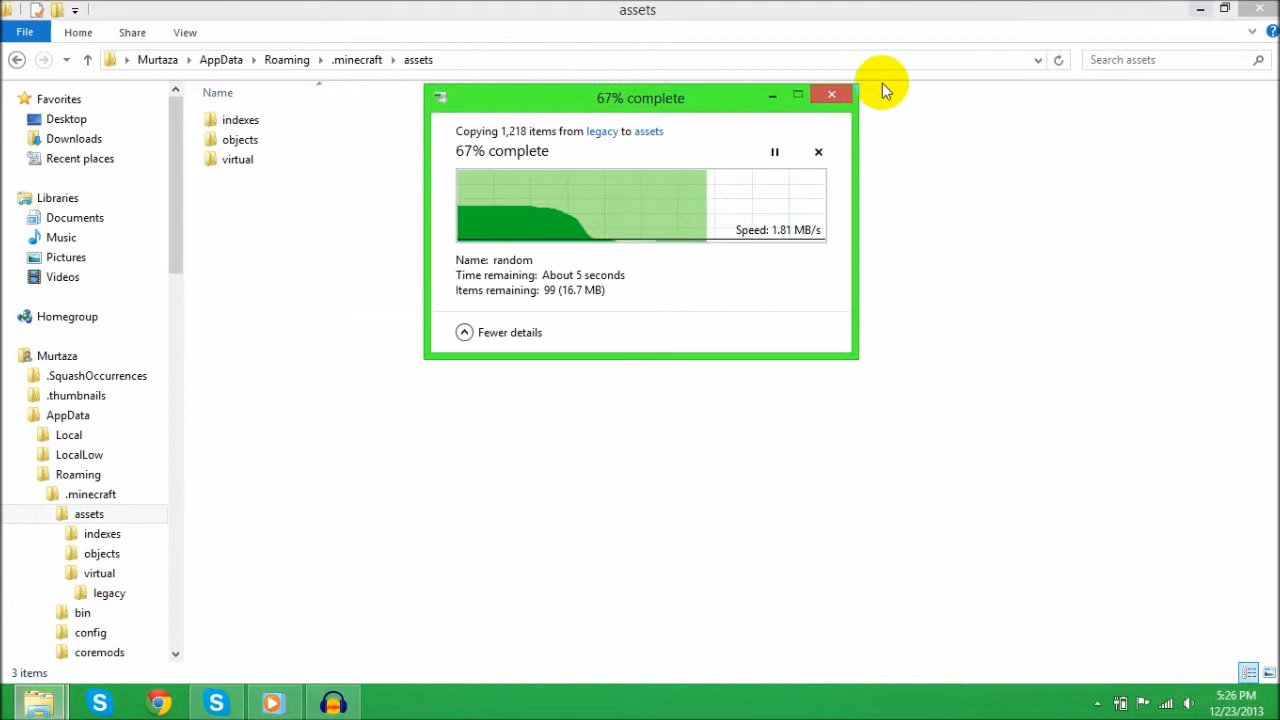 assets
File
Home
Share
View
Murtaza
AppData
Roaming
.minecraft
assets
Search assets
Favorites
Desktop
Downloads
Recent places
Libraries
Documents
Music
Pictures
Videos
Homegroup
Murtaza
.SquashOccurrences
.thumbnails
AppData
Local
LocalLow
Roaming
.minecraft
assets
indexes
objects
virtual
legacy
bin
config
coremods
Name
indexes
objects
virtual
67% complete
Copying 1,218 items from legacy to assets
67% complete
Speed: 1.81 MB/s
Name: random
Time remaining: About 5 seconds
Items remaining: 99 (16.7 MB)
Fewer details
3 items
5:26 PM
12/23/2013